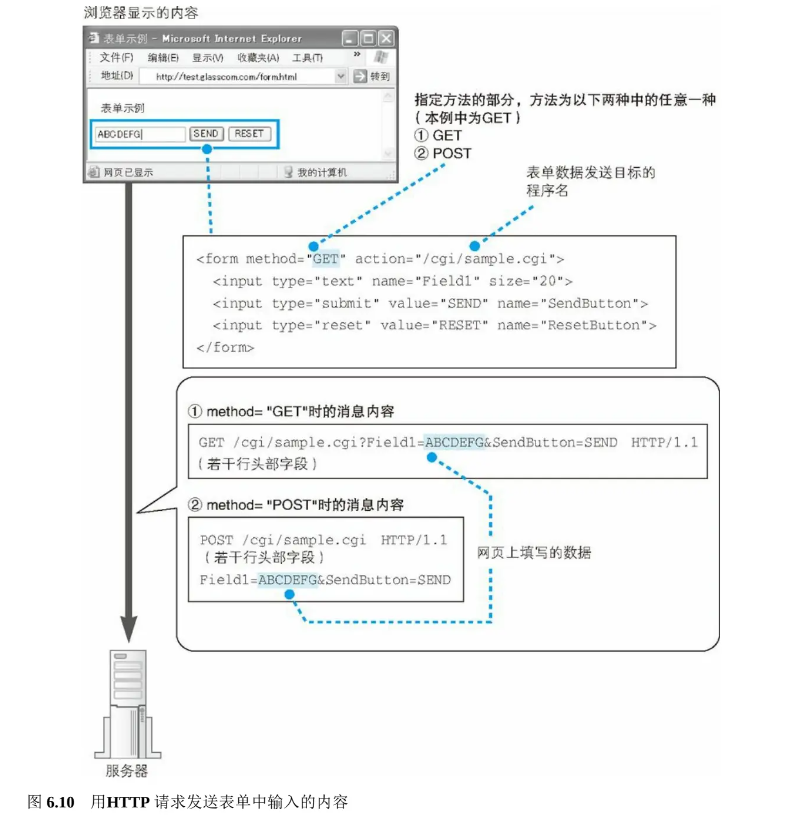 浏览器显示的内容
表单示例 - Microsoft Internet Explorer
文件(F) 编辑(E) 显示(V) 收藏夹(A) 工具(T) »
地址(D) http://test.glasscom.com/form.html 转到
表单示例
ABCDEFG SEND RESET
网页已显示 我的计算机
指定方法的部分，方法为以下两种中的任意一种
（本例中为GET）
① GET
② POST
表单数据发送目标的
程序名
<form method="GET" action="/cgi/sample.cgi">
<input type="text" name="Field1" size="20">
<input type="submit" value="SEND" name="SendButton">
<input type="reset" value="RESET" name="ResetButton">
</form>
① method= "GET"时的消息内容
GET /cgi/sample.cgi?Field1=ABCDEFG&SendButton=SEND HTTP/1.1
（若干行头部字段）
② method= "POST"时的消息内容
POST /cgi/sample.cgi HTTP/1.1
（若干行头部字段）
Field1=ABCDEFG&SendButton=SEND
网页上填写的数据
服务器
图 6.10 用HTTP 请求发送表单中输入的内容